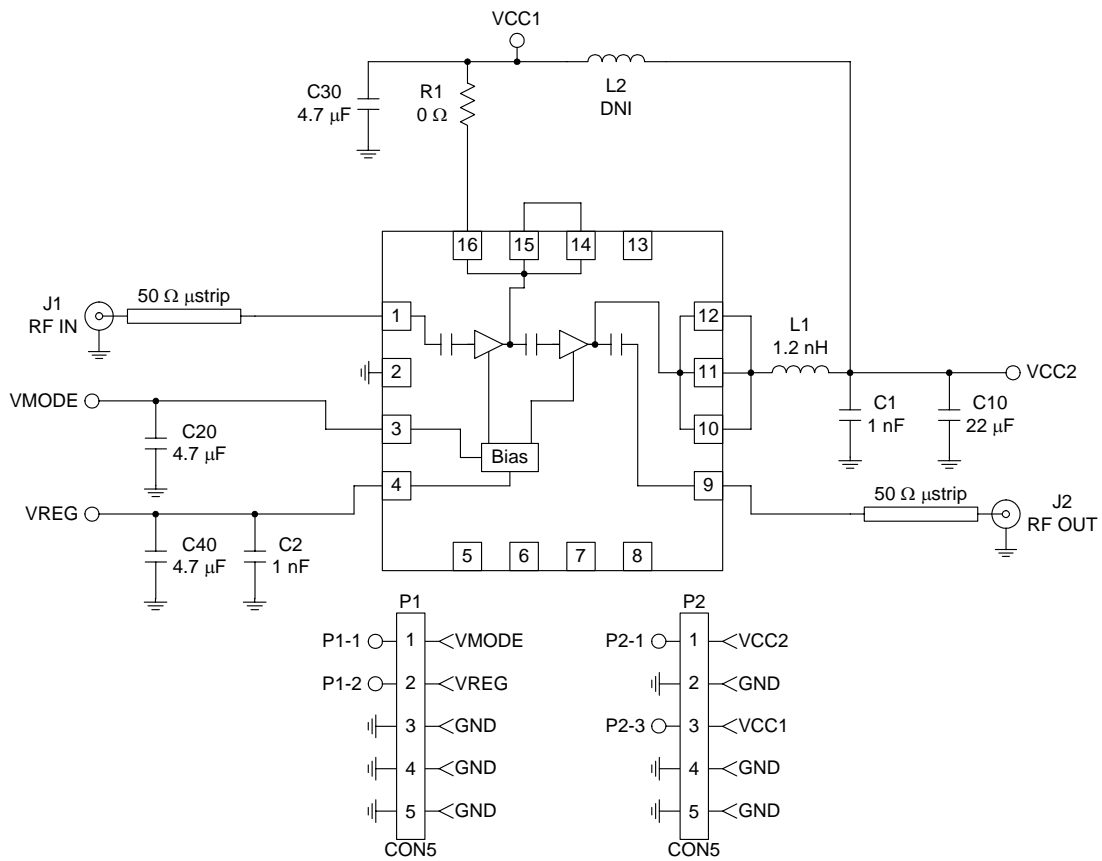 VCC1
C30
4.7 μF
R1
0 Ω
L2
DNI
16
15
14
13
J1
RF IN
50 Ω μstrip
1
12
L1
1.2 nH
2
11
VCC2
VMODE
C20
4.7 μF
3
10
C1
1 nF
C10
22 μF
Bias
4
9
VREG
C40
4.7 μF
C2
1 nF
50 Ω μstrip
J2
RF OUT
5
6
7
8
P1
P1-1
1
VMODE
P1-2
2
VREG
3
GND
4
GND
5
GND
CON5
P2
P2-1
1
VCC2
2
GND
P2-3
3
VCC1
4
GND
5
GND
CON5